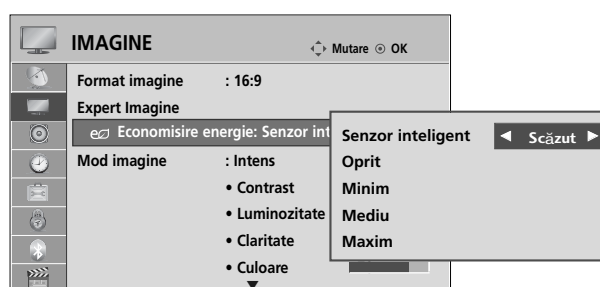 IMAGINE Mutare OK
Format imagine : 16:9
Expert Imagine
Economisire energie: Senzor int
Mod imagine : Intens
• Contrast
• Luminozitate
• Claritate
• Culoare
Senzor inteligent ◄ Scăzut ►
Oprit
Minim
Mediu
Maxim